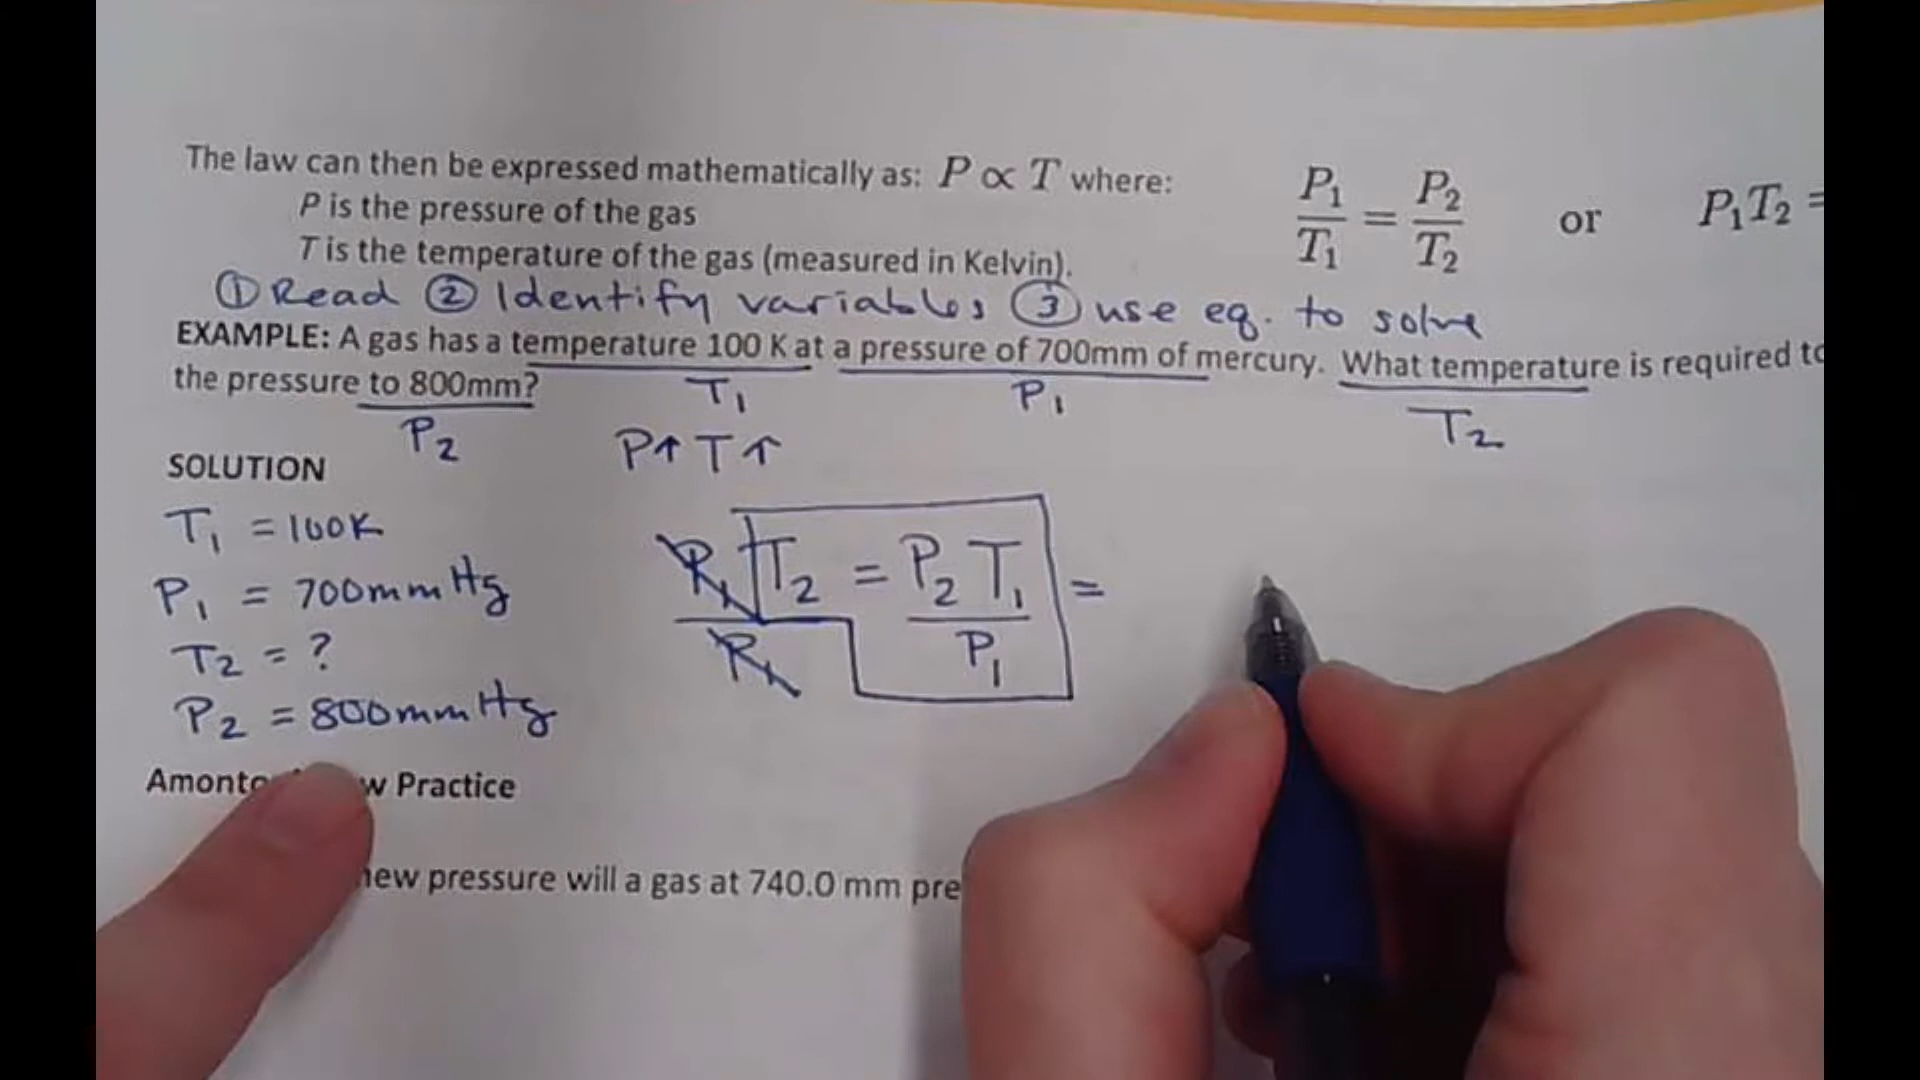 The law can then be expressed mathematically as: P ∝ T where: P₁/T₁ = P₂/T₂ or P₁T₂ =
P is the pressure of the gas
T is the temperature of the gas (measured in Kelvin).
① Read ② Identify variables ③ use eq. to solve
EXAMPLE: A gas has a temperature 100 K at a pressure of 700mm of mercury. What temperature is required to
the pressure to 800mm?
T₁ P₁ T₂
P₂ P↑ T↑
SOLUTION
T₁ = 100K
P₁ = 700mmHg
T₂ = ?
P₂ = 800mmHg
P₁T₂/P₁ = P₂T₁/P₁ =
Practice
new pressure will a gas at 740.0 mm